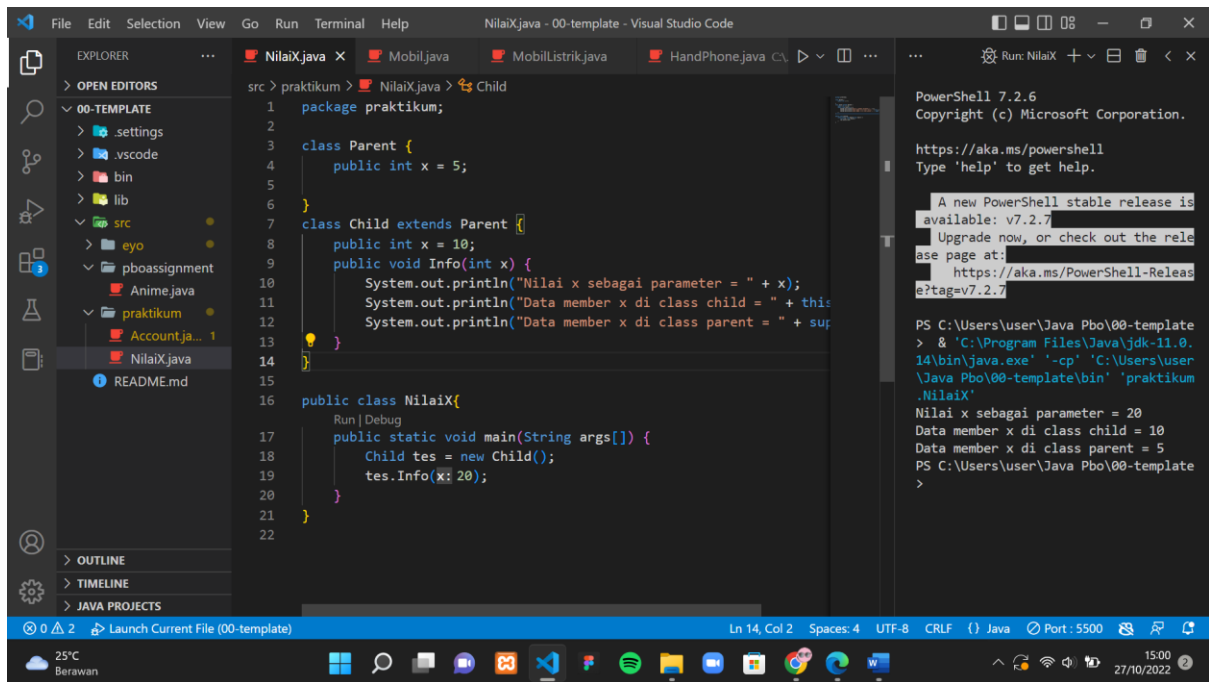 File Edit Selection View Go Run Terminal Help NilaiX.java - 00-template - Visual Studio Code
EXPLORER ...
OPEN EDITORS
00-TEMPLATE
.settings
.vscode
bin
lib
src
eyo
pboassignment
Anime.java
praktikum
Account.ja... 1
NilaiX.java
README.md
OUTLINE
TIMELINE
JAVA PROJECTS
3
NilaiX.java Mobil.java MobilListrik.java HandPhone.java C:\
src > praktikum > NilaiX.java > Child
1 package praktikum;
2
3 class Parent {
4 public int x = 5;
5
6 }
7 class Child extends Parent {
8 public int x = 10;
9 public void Info(int x) {
10 System.out.println("Nilai x sebagai parameter = " + x);
11 System.out.println("Data member x di class child = " + this
12 System.out.println("Data member x di class parent = " + sup
13 }
14 }
15
16 public class NilaiX{
Run | Debug
17 public static void main(String args[]) {
18 Child tes = new Child();
19 tes.Info(x: 20);
20 }
21 }
22
... Run: NilaiX
PowerShell 7.2.6
Copyright (c) Microsoft Corporation.
https://aka.ms/powershell
Type 'help' to get help.
A new PowerShell stable release is
available: v7.2.7
Upgrade now, or check out the rele
ase page at:
https://aka.ms/PowerShell-Releas
e?tag=v7.2.7
PS C:\Users\user\Java Pbo\00-template
> & 'C:\Program Files\Java\jdk-11.0.
14\bin\java.exe' '-cp' 'C:\Users\user
\Java Pbo\00-template\bin' 'praktikum
.NilaiX'
Nilai x sebagai parameter = 20
Data member x di class child = 10
Data member x di class parent = 5
PS C:\Users\user\Java Pbo\00-template
>
0 2 Launch Current File (00-template) Ln 14, Col 2 Spaces: 4 UTF-8 CRLF {} Java Port : 5500
25°C
Berawan
15:00
27/10/2022 2